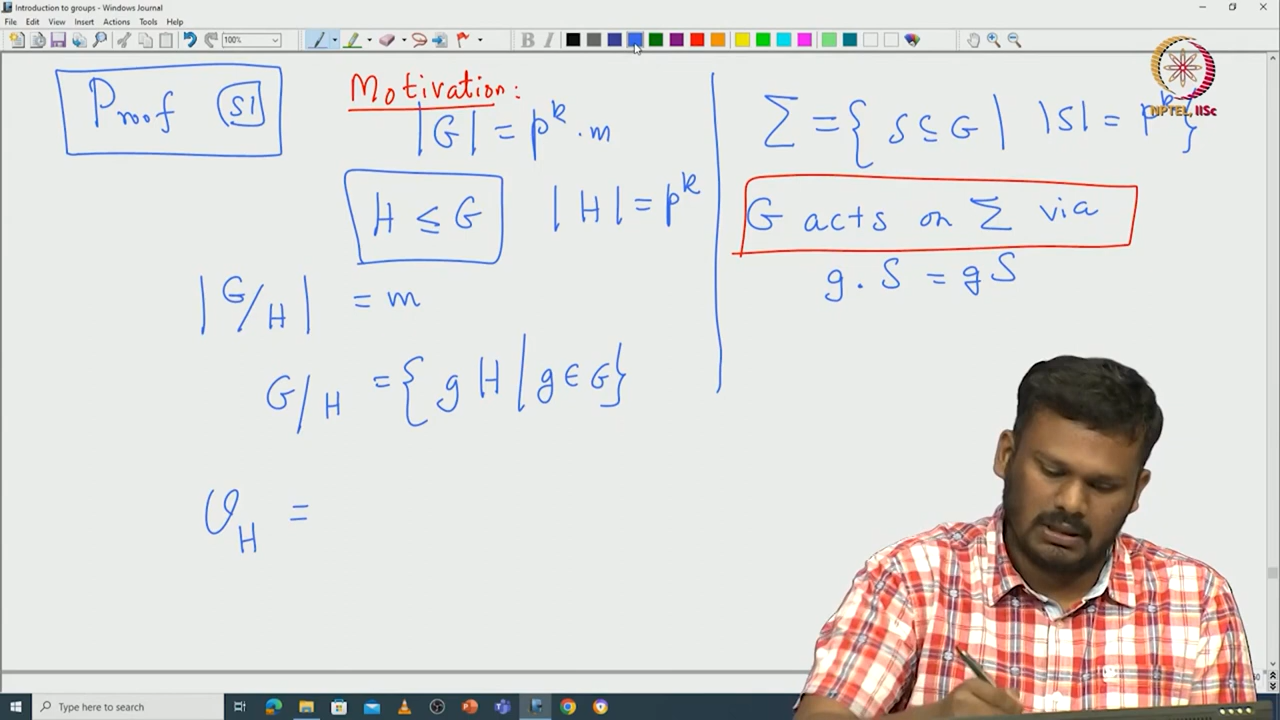 Introduction to groups - Windows Journal
File Edit View Insert Actions Tools Help
100%
B I
NPTEL, IISc
Proof S1
Motivation:
|G| = p^k · m
H ≤ G |H| = p^k
|G/H| = m
G/H = { gH | g ∈ G }
O_H =
Σ = { S ⊆ G | |S| = p^k }
G acts on Σ via
g . S = gS
Type here to search